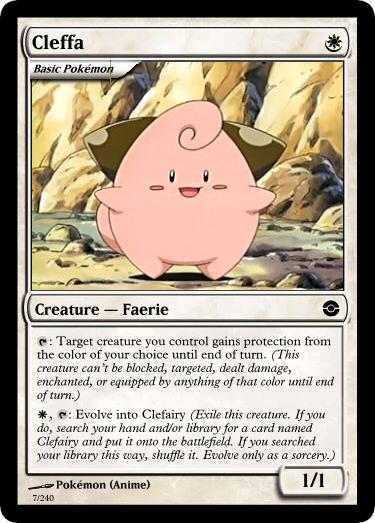 Cleffa
Basic Pokémon
Creature — Faerie
: Target creature you control gains protection from
the color of your choice until end of turn. (This
creature can't be blocked, targeted, dealt damage,
enchanted, or equipped by anything of that color until end
of turn.)
, : Evolve into Clefairy (Exile this creature. If you
do, search your hand and/or library for a card named
Clefairy and put it onto the battlefield. If you searched
your library this way, shuffle it. Evolve only as a sorcery.)
1/1
Pokémon (Anime)
7/240